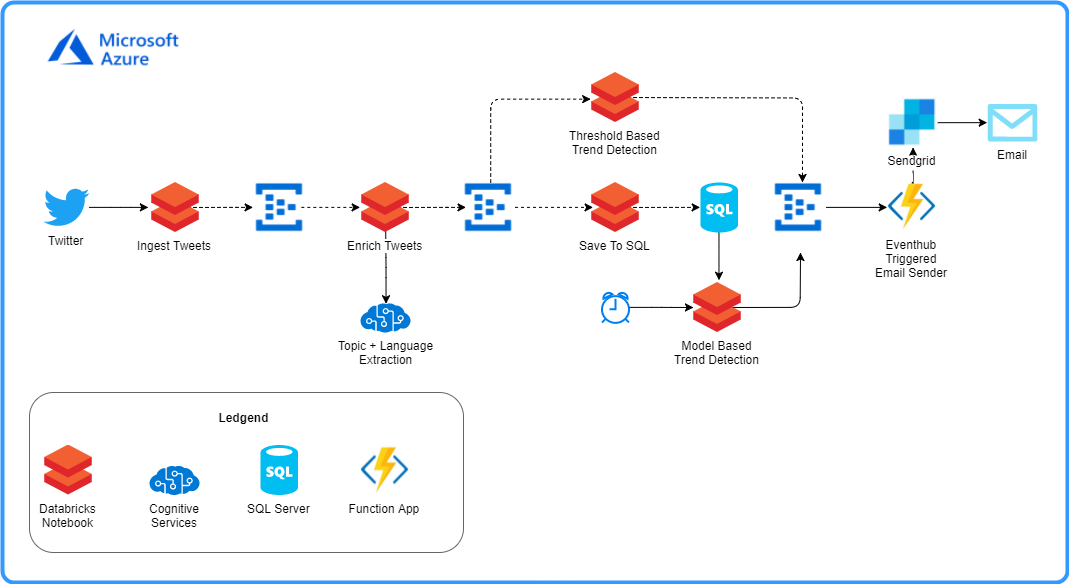 Microsoft
Azure
Threshold Based
Trend Detection
Sendgrid
Email
Twitter
Ingest Tweets
Enrich Tweets
Save To SQL
SQL
Eventhub
Triggered
Email Sender
Topic + Language
Extraction
Model Based
Trend Detection
Ledgend
SQL
Databricks
Notebook
Cognitive
Services
SQL Server
Function App